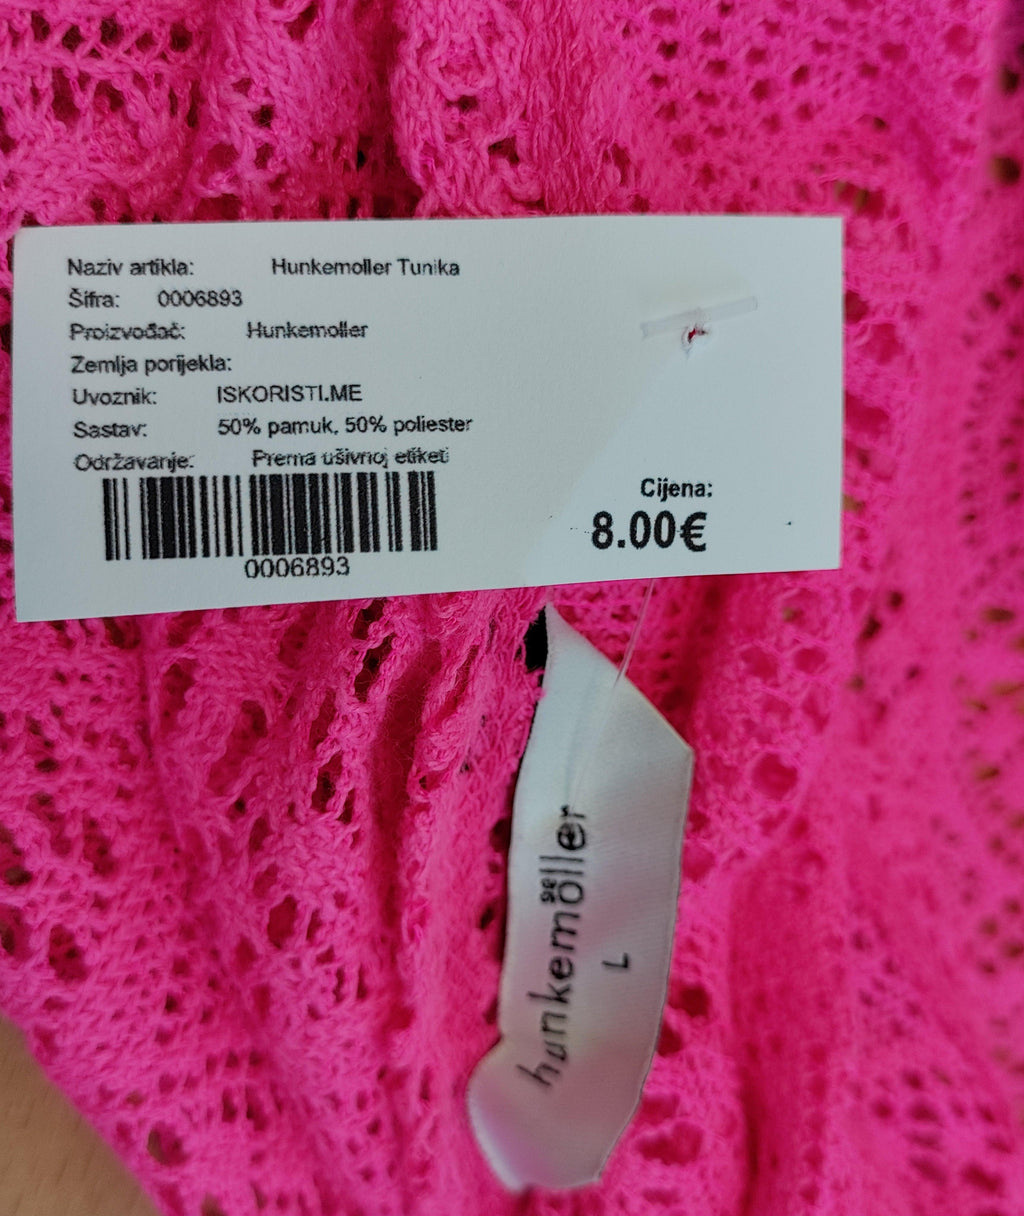 Naziv artikla: Hunkemoller Tunika
Šifra: 0006893
Proizvođač: Hunkemoller
Zemlja porijekla:
Uvoznik: ISKORISTI.ME
Sastav: 50% pamuk, 50% poliester
Održavanje: Prema ušivnoj etiketi
0006893
Cijena:
8.00€
hunkemöller
L